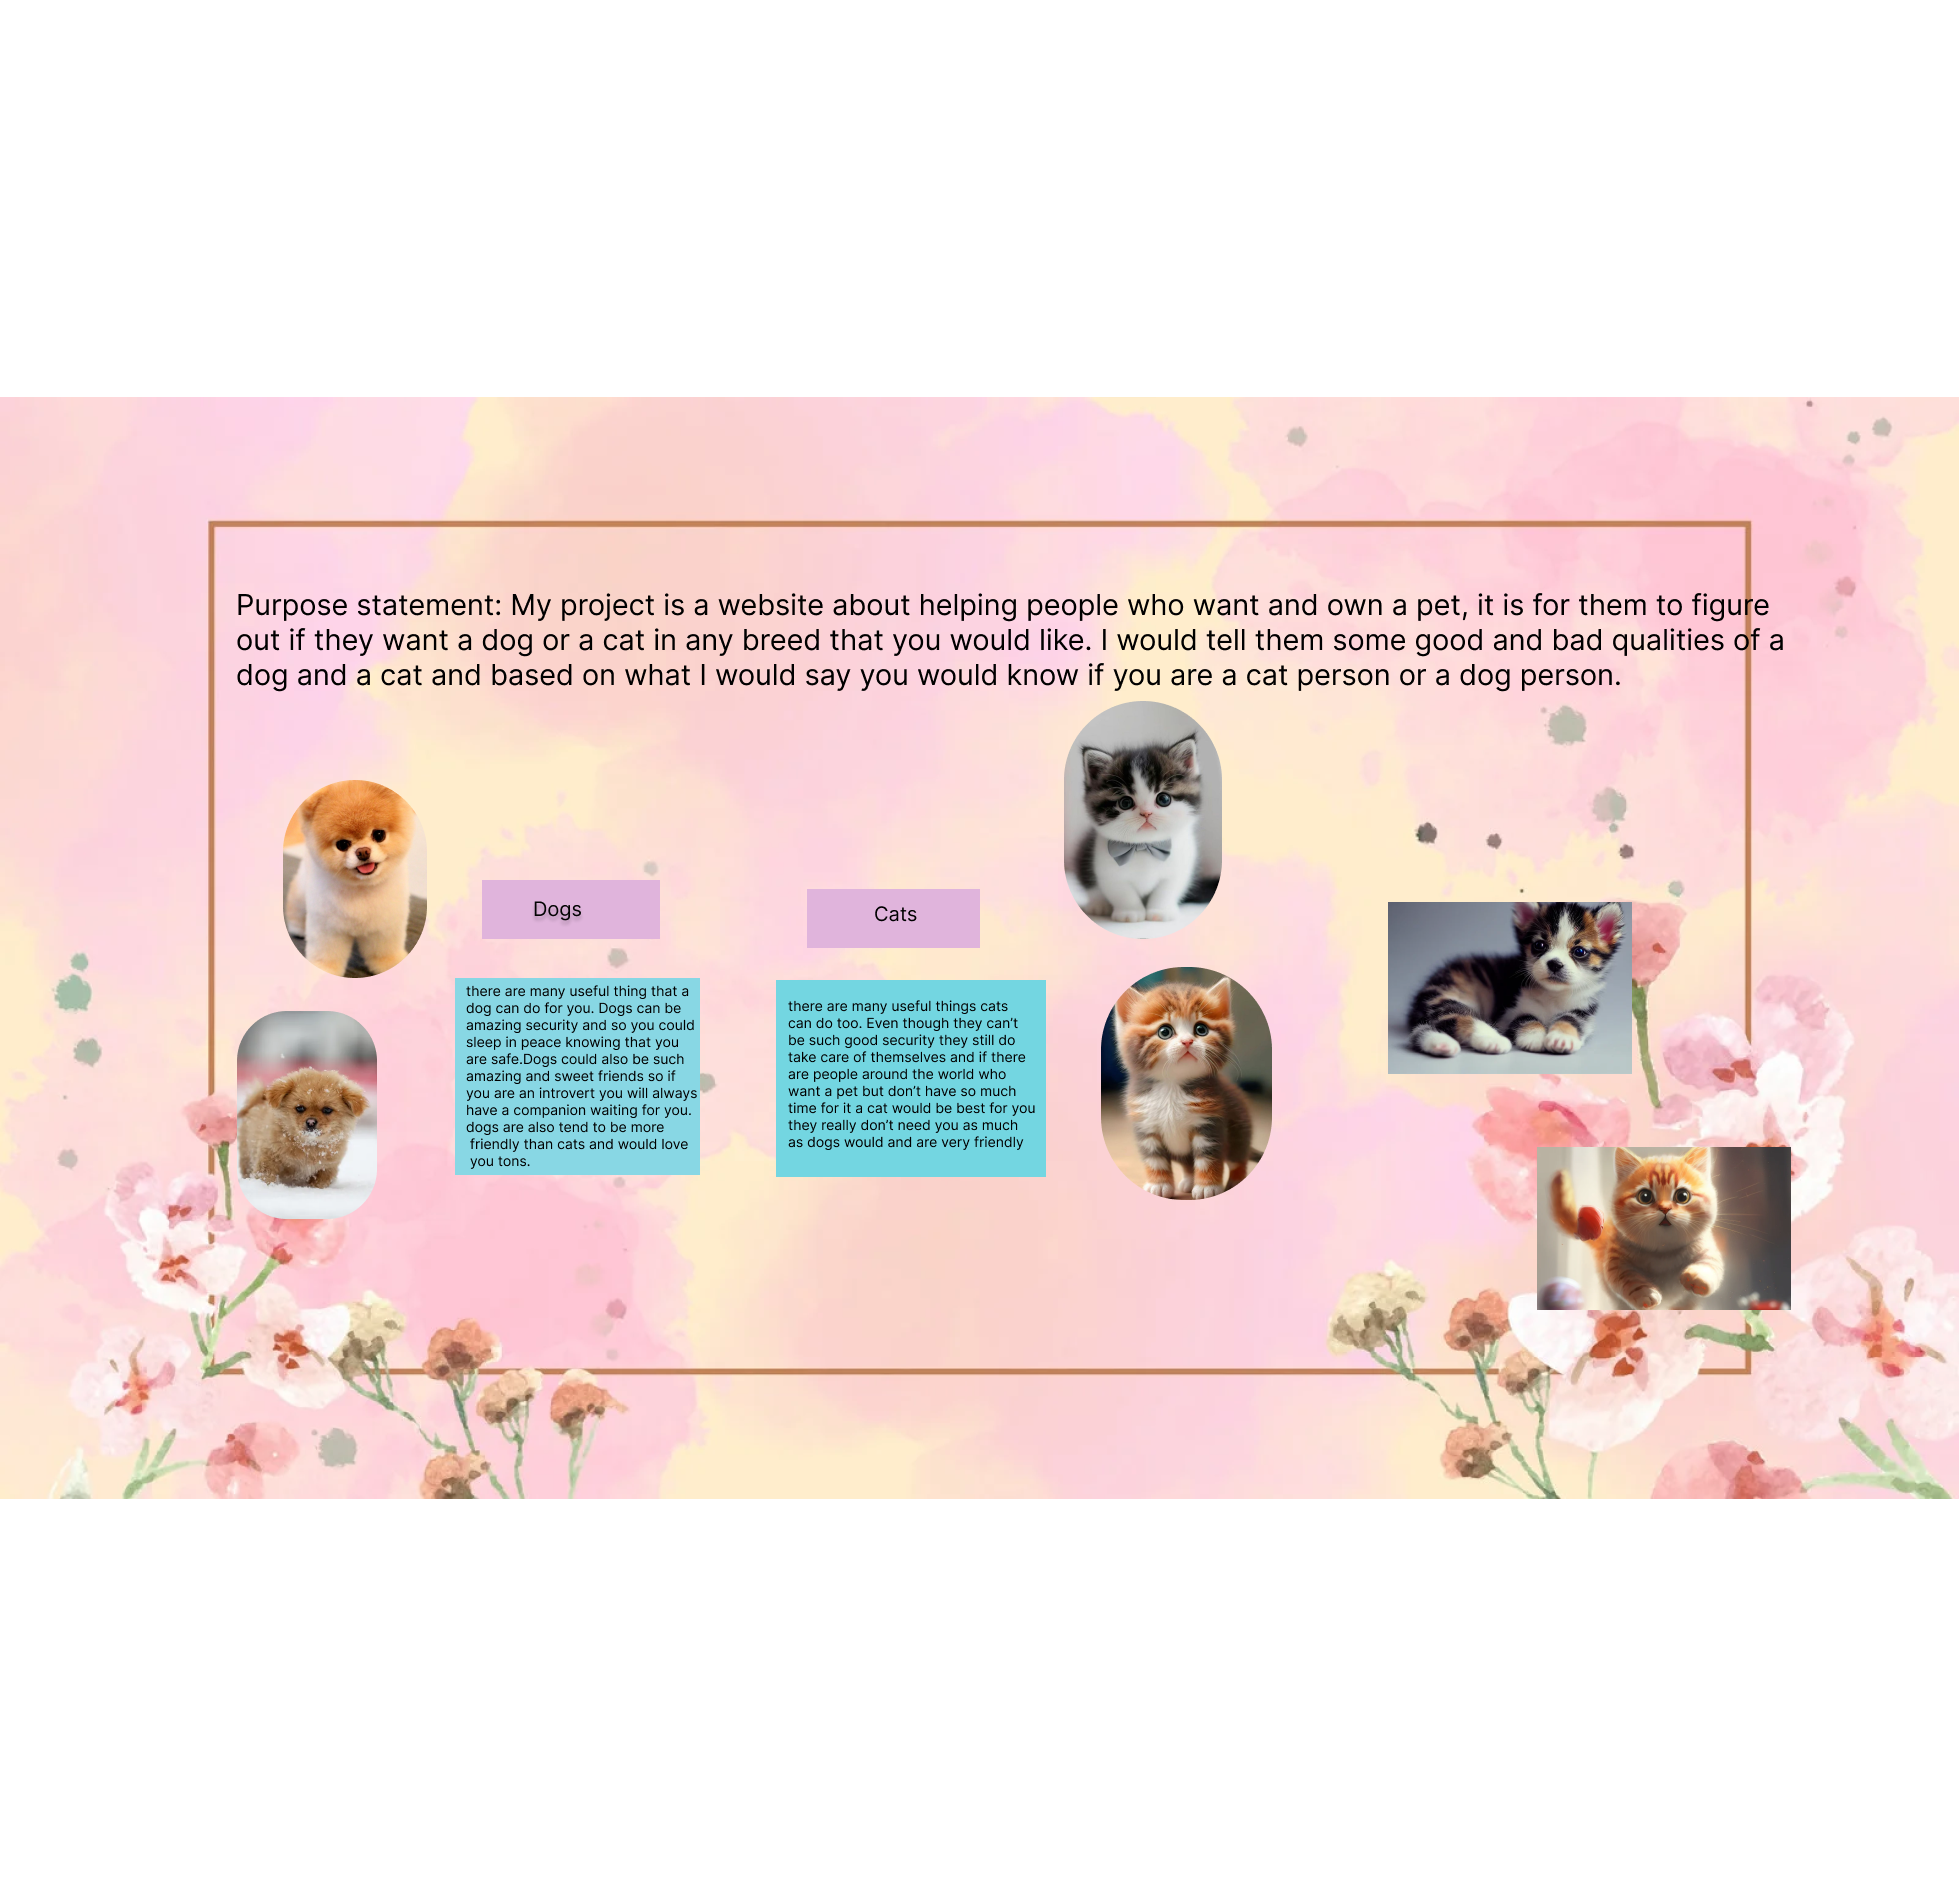 Purpose statement: My project is a website about helping people who want and own a pet, it is for them to figure
out if they want a dog or a cat in any breed that you would like. I would tell them some good and bad qualities of a
dog and a cat and based on what I would say you would know if you are a cat person or a dog person.
Dogs
there are many useful thing that a
dog can do for you. Dogs can be
amazing security and so you could
sleep in peace knowing that you
are safe.Dogs could also be such
amazing and sweet friends so if
you are an introvert you will always
have a companion waiting for you.
dogs are also tend to be more
friendly than cats and would love
you tons.
Cats
there are many useful things cats
can do too. Even though they can't
be such good security they still do
take care of themselves and if there
are people around the world who
want a pet but don't have so much
time for it a cat would be best for you
they really don't need you as much
as dogs would and are very friendly